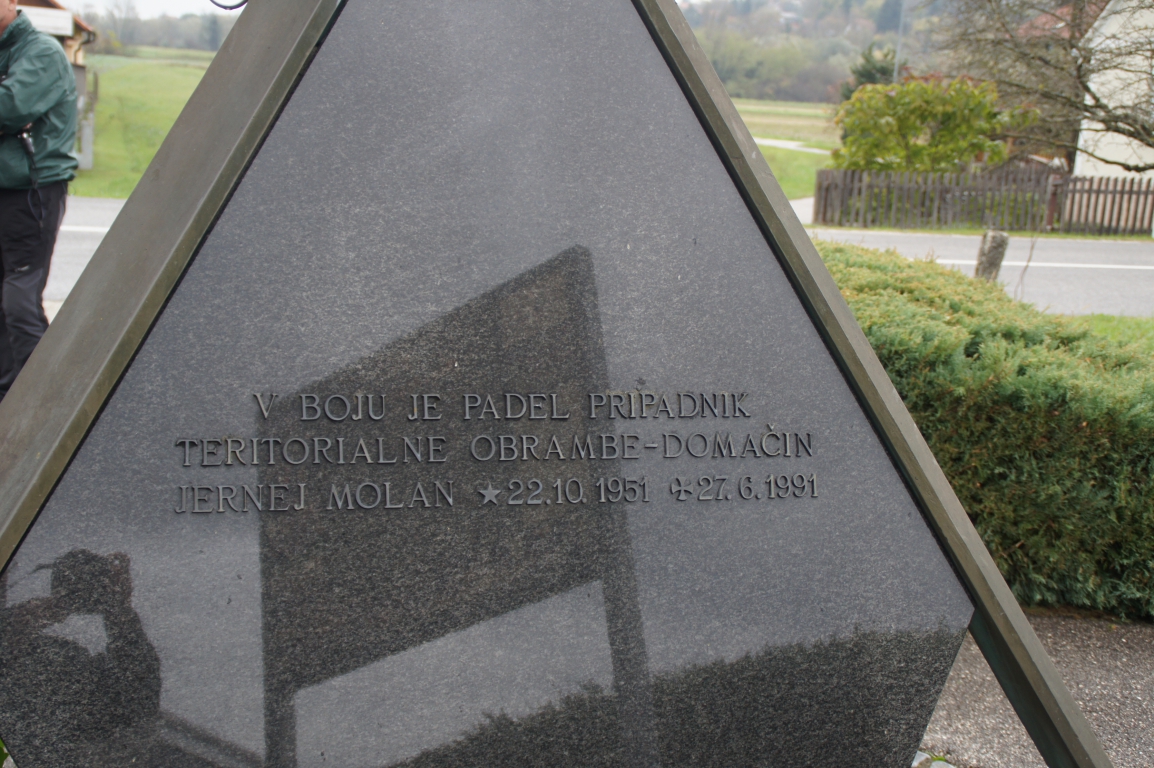 V BOJU JE PADEL PRIPADNIK
TERITORIALNE OBRAMBE-DOMAČIN
JERNEJ MOLAN ★22.10.1951 ✢27.6.1991